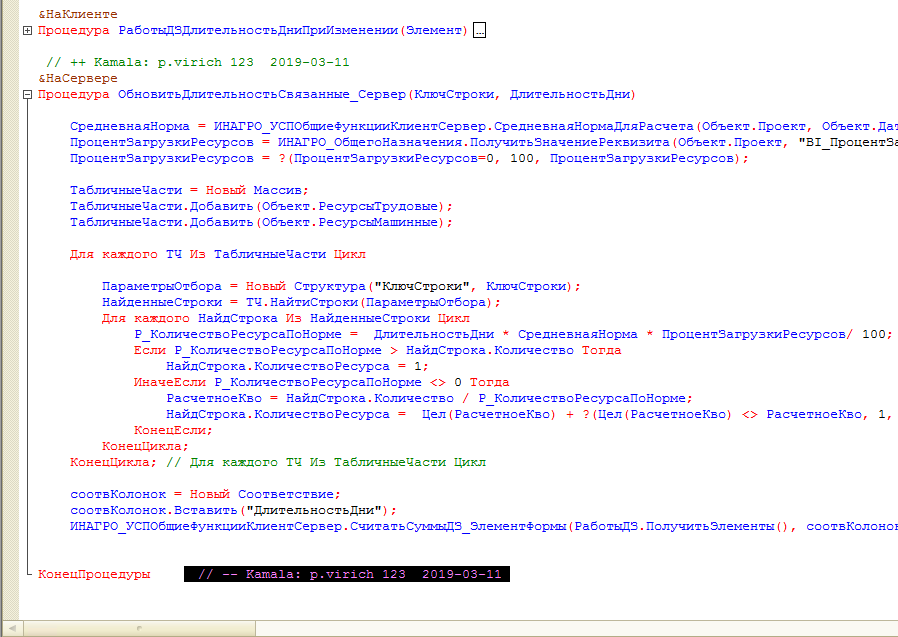 &НаКлиенте
Процедура РаботыДЗДлительностьДниПриИзменении(Элемент) ...
// ++ Kamala: p.virich 123  2019-03-11
&НаСервере
Процедура ОбновитьДлительностьСвязанные_Сервер(КлючСтроки, ДлительностьДни)
СредневнаяНорма = ИНАГРО_УСПОбщиеФункцииКлиентСервер.СредневнаяНормаДляРасчета(Объект.Проект, Объект.Дат
ПроцентЗагрузкиРесурсов = ИНАГРО_ОбщегоНазначения.ПолучитьЗначениеРеквизита(Объект.Проект, "BI_ПроцентЗа
ПроцентЗагрузкиРесурсов = ?(ПроцентЗагрузкиРесурсов=0, 100, ПроцентЗагрузкиРесурсов);
ТабличныеЧасти = Новый Массив;
ТабличныеЧасти.Добавить(Объект.РесурсыТрудовые);
ТабличныеЧасти.Добавить(Объект.РесурсыМашинные);
Для каждого ТЧ Из ТабличныеЧасти Цикл
ПараметрыОтбора = Новый Структура("КлючСтроки", КлючСтроки);
НайденныеСтроки = ТЧ.НайтиСтроки(ПараметрыОтбора);
Для каждого НайдСтрока Из НайденныеСтроки Цикл
Р_КоличествоРесурсаПоНорме =  ДлительностьДни * СредневнаяНорма * ПроцентЗагрузкиРесурсов/ 100;
Если Р_КоличествоРесурсаПоНорме > НайдСтрока.Количество Тогда
НайдСтрока.КоличествоРесурса = 1;
ИначеЕсли Р_КоличествоРесурсаПоНорме <> 0 Тогда
РасчетноеКво = НайдСтрока.Количество / Р_КоличествоРесурсаПоНорме;
НайдСтрока.КоличествоРесурса =  Цел(РасчетноеКво) + ?(Цел(РасчетноеКво) <> РасчетноеКво, 1,
КонецЕсли;
КонецЦикла;
КонецЦикла; // Для каждого ТЧ Из ТабличныеЧасти Цикл
соотвКолонок = Новый Соответствие;
соотвКолонок.Вставить("ДлительностьДни");
ИНАГРО_УСПОбщиеФункцииКлиентСервер.СчитатьСуммыДЗ_ЭлементФормы(РаботыДЗ.ПолучитьЭлементы(), соотвКолонок
КонецПроцедуры // -- Kamala: p.virich 123  2019-03-11